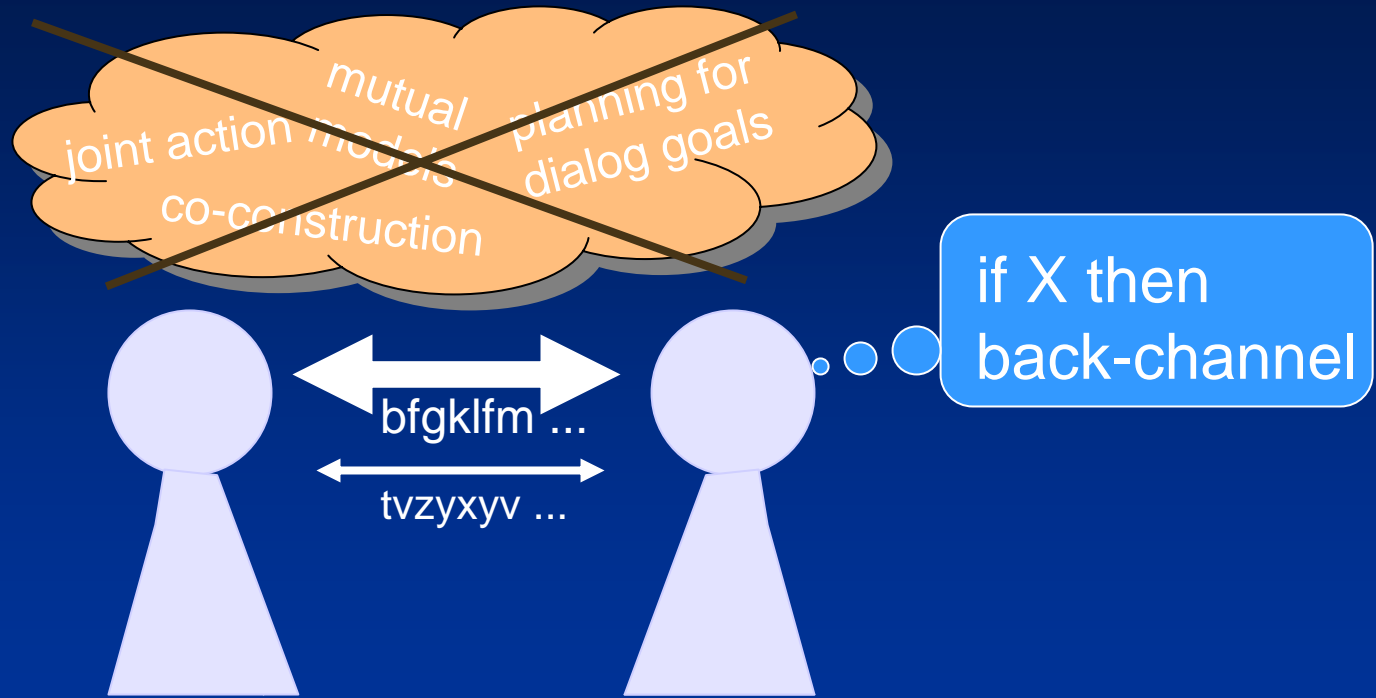 mutual
models
joint action
co-construction
planning for
dialog goals
if X then
back-channel
bfgklfm ...
tvzyxyv ...